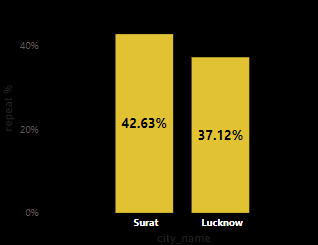 40%
20%
0%
repeat %
42.63%
37.12%
Surat
Lucknow
city_name